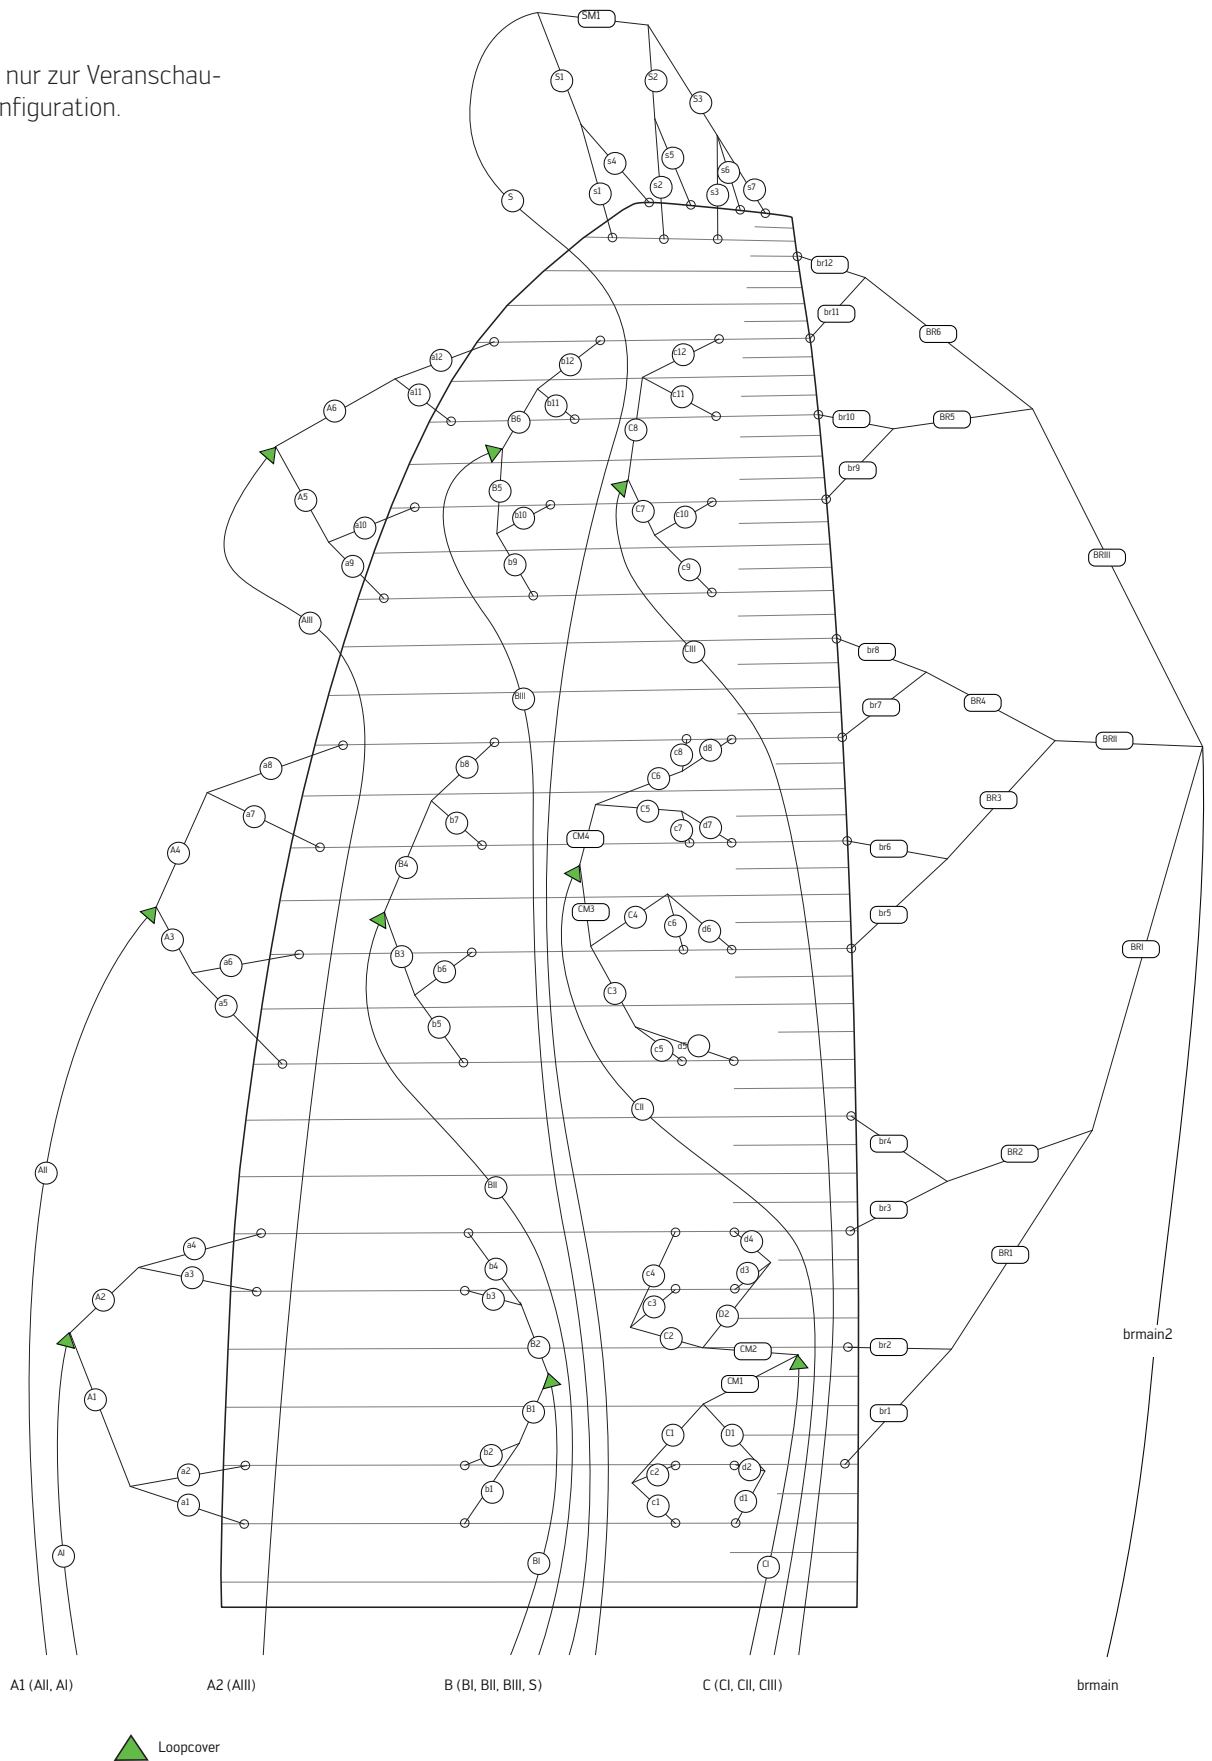 nur zur Veranschau-
nfiguration.
SM1
S1
S2
S3
s4
s5
s6
s7
s1
s2
s3
S
br12
br11
BR6
a12
b12
c12
a11
b11
c11
A6
B6
C8
br10
BR5
br9
A5
B5
C7
a10
b10
c10
a9
b9
c9
BRIII
AIII
CIII
br8
BIII
BR4
br7
BRII
a8
b8
c8
d8
C6
a7
b7
C5
c7
d7
BR3
A4
B4
CM4
br6
CM3
C4
c6
d6
br5
A3
B3
BRI
a6
b6
a5
b5
C3
c5
d5
CII
br4
BR2
AII
BII
br3
a4
b4
c4
d4
a3
b3
c3
d3
BR1
A2
B2
C2
D2
CM2
br2
brmain2
CM1
A1
B1
br1
C1
D1
a2
b2
c2
d2
a1
b1
c1
d1
AI
BI
CI
A1 (AII, AI)
A2 (AIII)
B (BI, BII, BIII, S)
C (CI, CII, CIII)
brmain
Loopcover